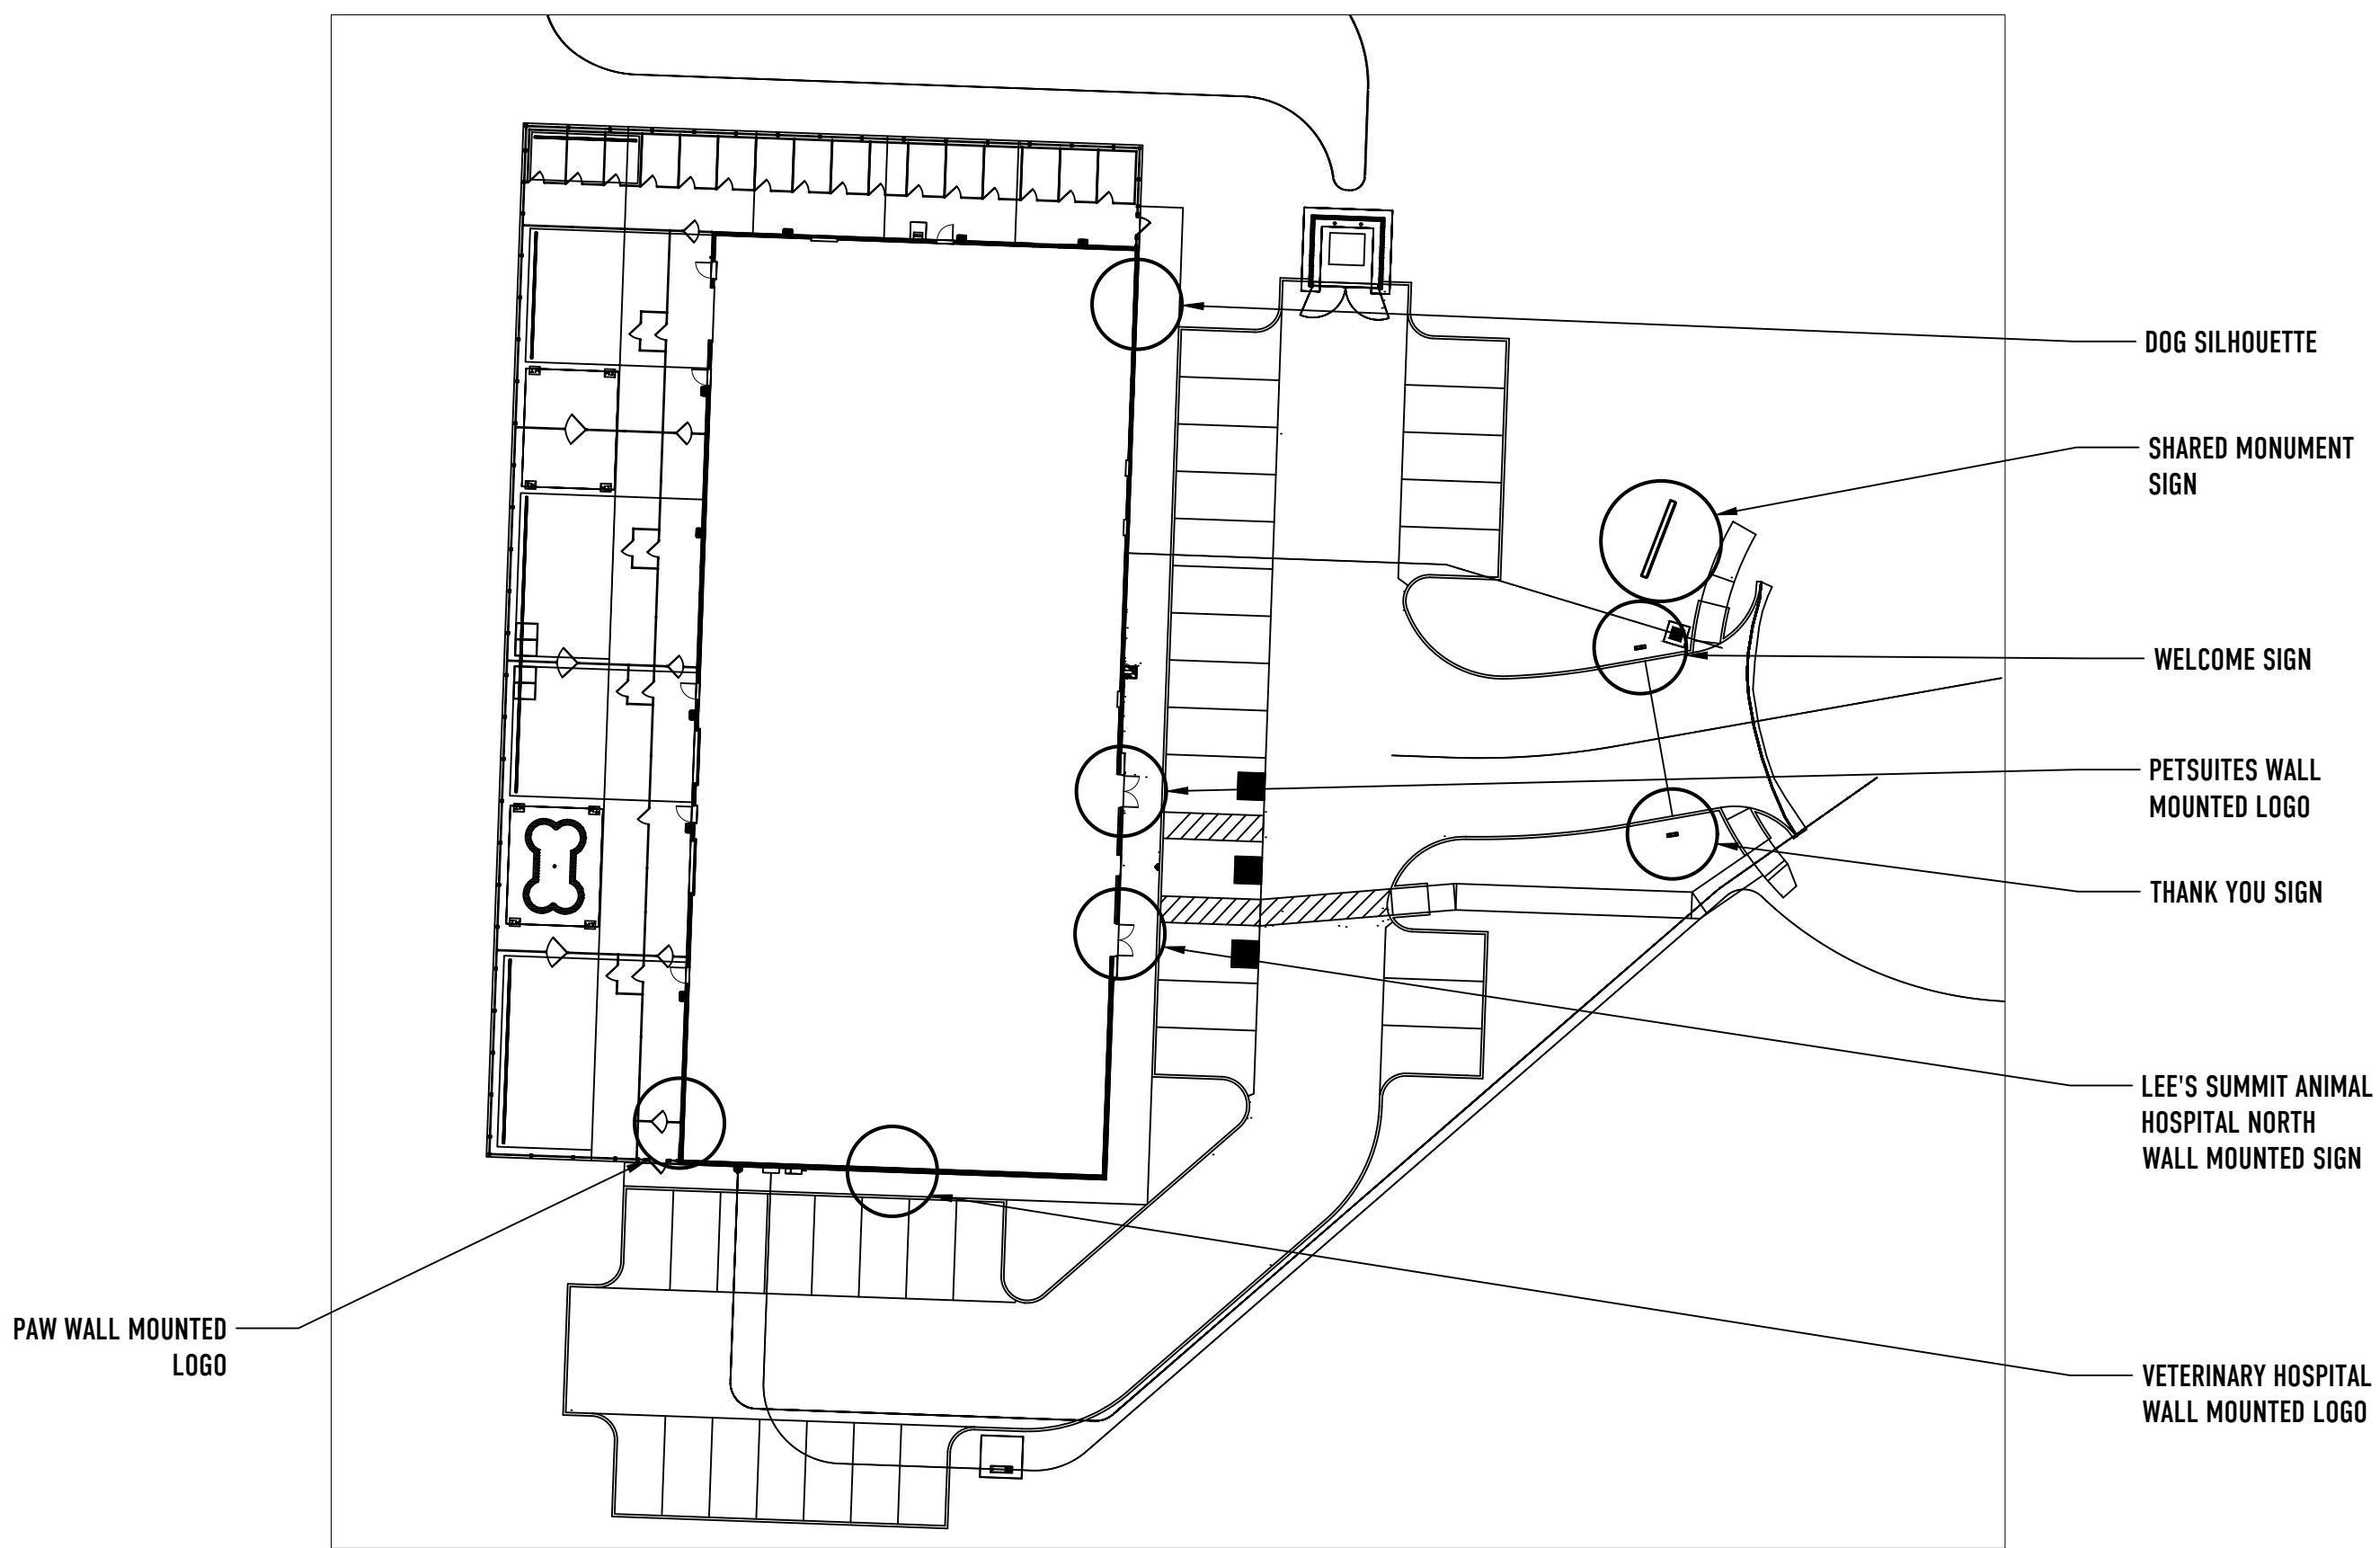 DOG SILHOUETTE
SHARED MONUMENT
SIGN
WELCOME SIGN
PETSUITES WALL
MOUNTED LOGO
THANK YOU SIGN
LEE'S SUMMIT ANIMAL
HOSPITAL NORTH
WALL MOUNTED SIGN
PAW WALL MOUNTED
LOGO
VETERINARY HOSPITAL
WALL MOUNTED LOGO